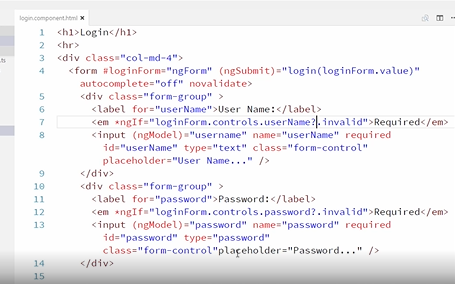 login.component.html ×
.ts
1 <h1>Login</h1>
2 <hr>
3 <div class="col-md-4">
4 <form #loginForm="ngForm" (ngSubmit)="login(loginForm.value)"
autocomplete="off" novalidate>
5 <div class="form-group" >
6 <label for="userName">User Name:</label>
7 <em *ngIf="loginForm.controls.userName?.invalid">Required</em>
8 <input (ngModel)="username" name="userName" required
id="userName" type="text" class="form-control"
placeholder="User Name..." />
9 </div>
10 <div class="form-group" >
11 <label for="password">Password:</label>
12 <em *ngIf="loginForm.controls.password?.invalid">Required</em>
13 <input (ngModel)="password" name="password" required
id="password" type="password"
class="form-control"placeholder="Password..." />
14 </div>
15